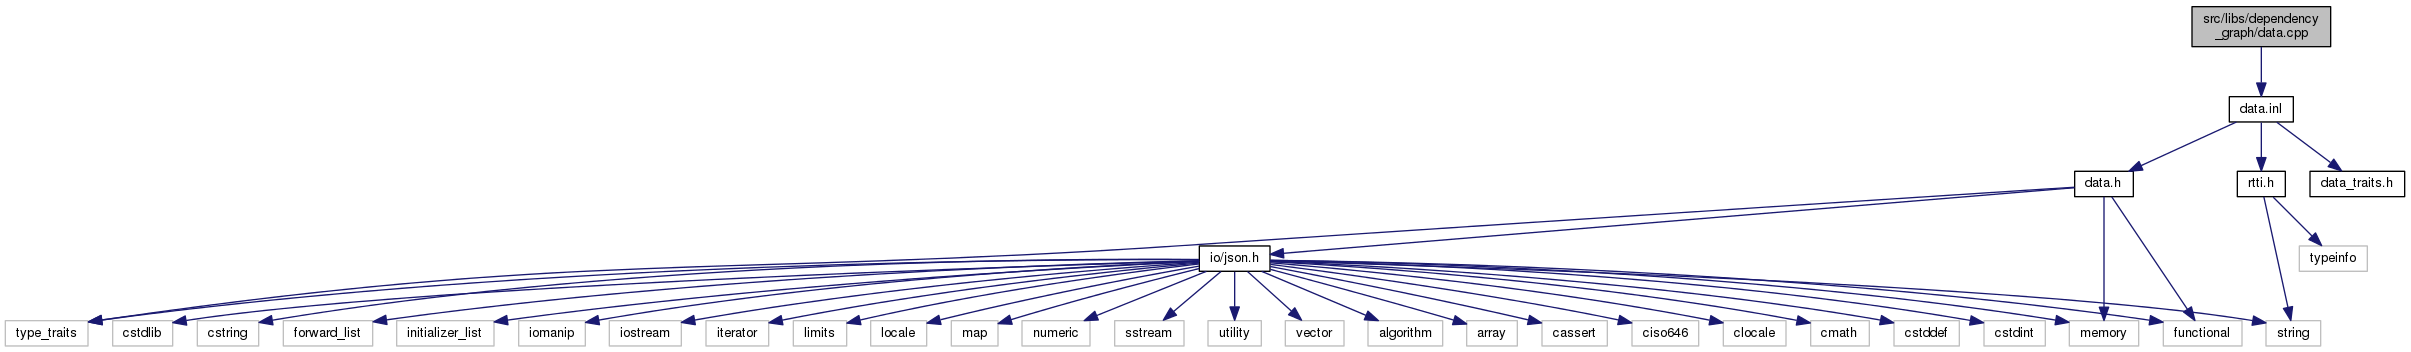 src/libs/dependency
_graph/data.cpp
data.inl
data.h
rtti.h
data_traits.h
io/json.h
typeinfo
type_traits
cstdlib
cstring
forward_list
initializer_list
iomanip
iostream
iterator
limits
locale
map
numeric
sstream
utility
vector
algorithm
array
cassert
ciso646
clocale
cmath
cstddef
cstdint
memory
functional
string